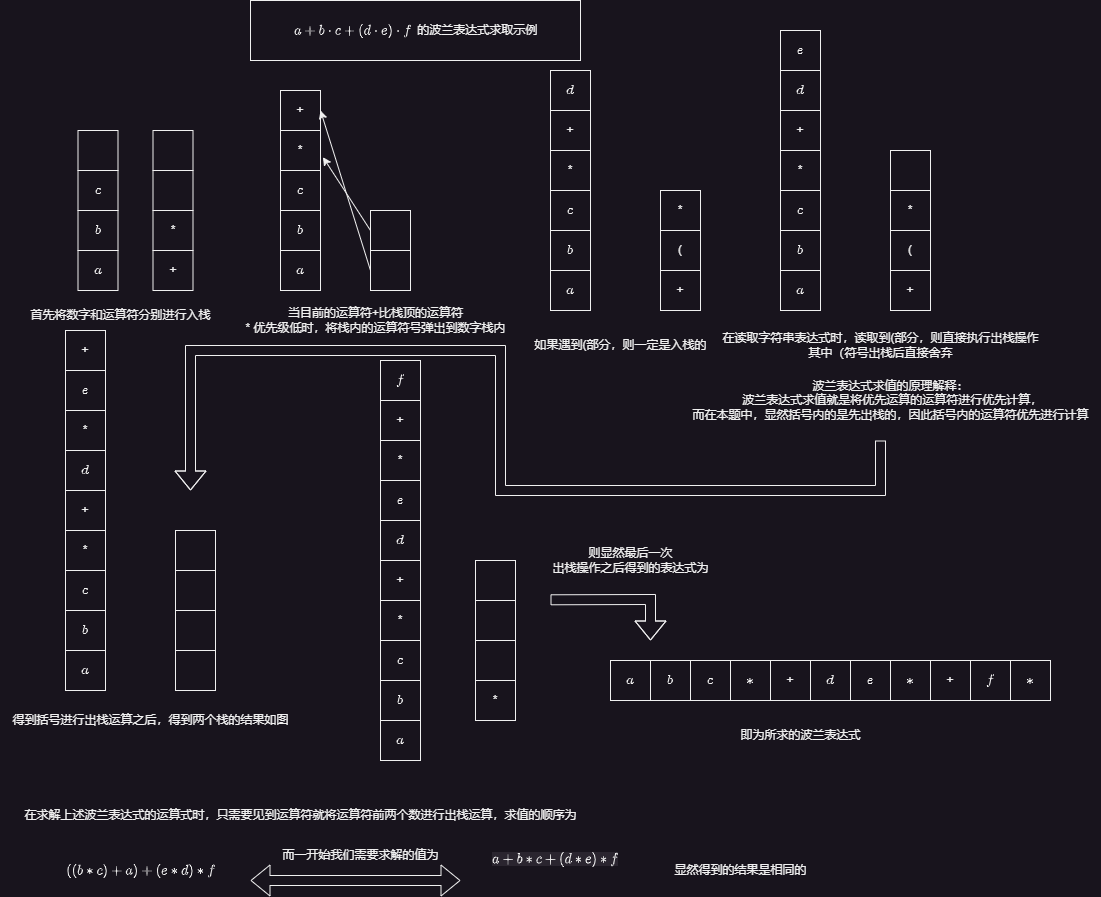 a + b · c + (d · e) · f 的波兰表达式求取示例
c
b
a
*
+
首先将数字和运算符分别进行入栈
+
*
c
b
a
当目前的运算符+比栈顶的运算符
* 优先级低时，将栈内的运算符号弹出到数字栈内
d
+
*
c
b
a
*
(
+
如果遇到(部分，则一定是入栈的
e
d
+
*
c
b
a
*
(
+
在读取字符串表达式时，读取到(部分，则直接执行出栈操作
其中（符号出栈后直接舍弃
波兰表达式求值的原理解释：
波兰表达式求值就是将优先运算的运算符进行优先计算，
而在本题中，显然括号内的是先出栈的，因此括号内的运算符优先进行计算
+
e
*
d
+
*
c
b
a
得到括号进行出栈运算之后，得到两个栈的结果如图
f
+
*
e
d
+
*
c
b
a
*
则显然最后一次
出栈操作之后得到的表达式为
a b c * + d e * + f *
即为所求的波兰表达式
在求解上述波兰表达式的运算式时，只需要见到运算符就将运算符前两个数进行出栈运算，求值的顺序为
((b * c) + a) + (e * d) * f
而一开始我们需要求解的值为
a + b * c + (d * e) * f
显然得到的结果是相同的